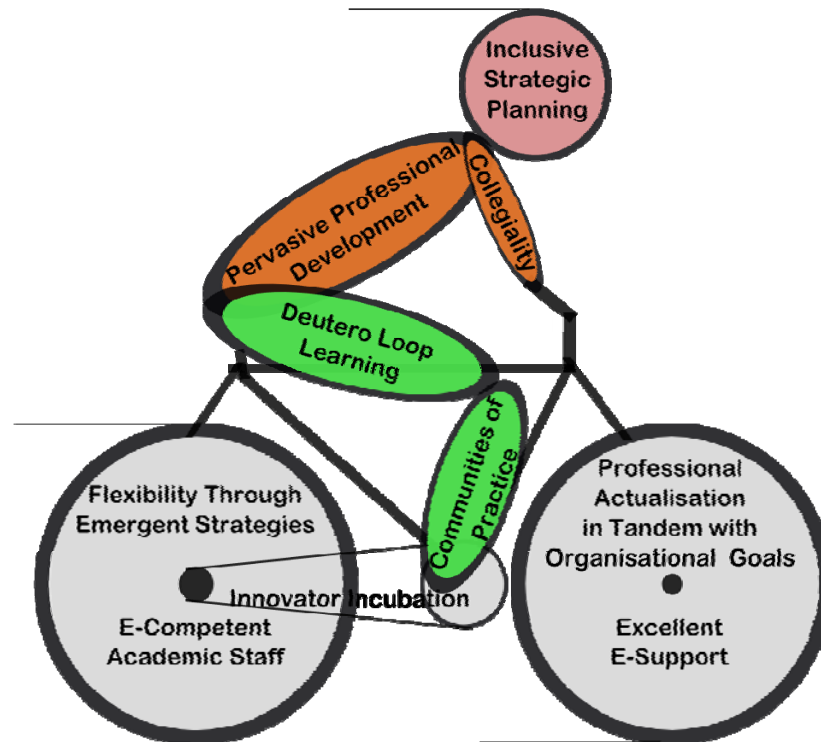 Inclusive
Strategic
Planning
Pervasive Professional
Development
Collegiality
Deutero Loop
Learning
Communities of
Practice
Flexibility Through
Emergent Strategies
E-Competent
Academic Staff
Innovator Incubation
Professional
Actualisation
in Tandem with
Organisational Goals
Excellent
E-Support